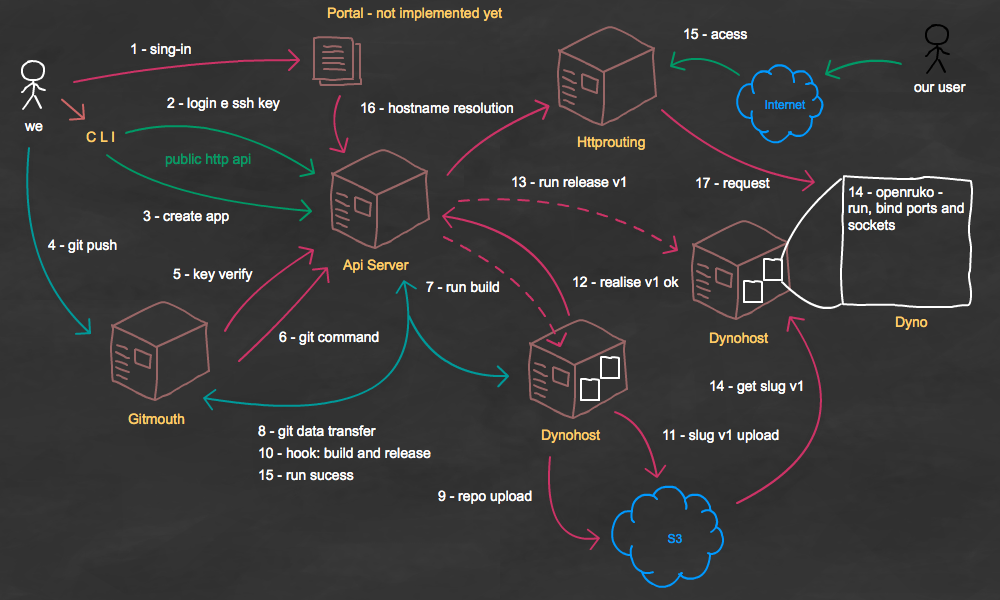 Portal - not implemented yet
1 - sing-in
15 - acess
our user
Internet
we
2 - login e ssh key
16 - hostname resolution
C L I
Httprouting
public http api
13 - run release v1
17 - request
14 - openruko -
run, bind ports and
sockets
3 - create app
4 - git push
Api Server
5 - key verify
7 - run build
12 - realise v1 ok
Dyno
6 - git command
Dynohost
Gitmouth
14 - get slug v1
8 - git data transfer
10 - hook: build and release
15 - run sucess
Dynohost
11 - slug v1 upload
9 - repo upload
S3